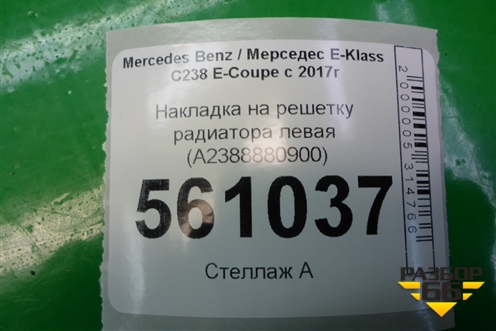 Mercedes Benz / Мерседес E-Klass
C238 E-Coupe с 2017г
Накладка на решетку
радиатора левая
(A2388880900)
561037
Стеллаж А
2000005314766
РАЗБОР
66